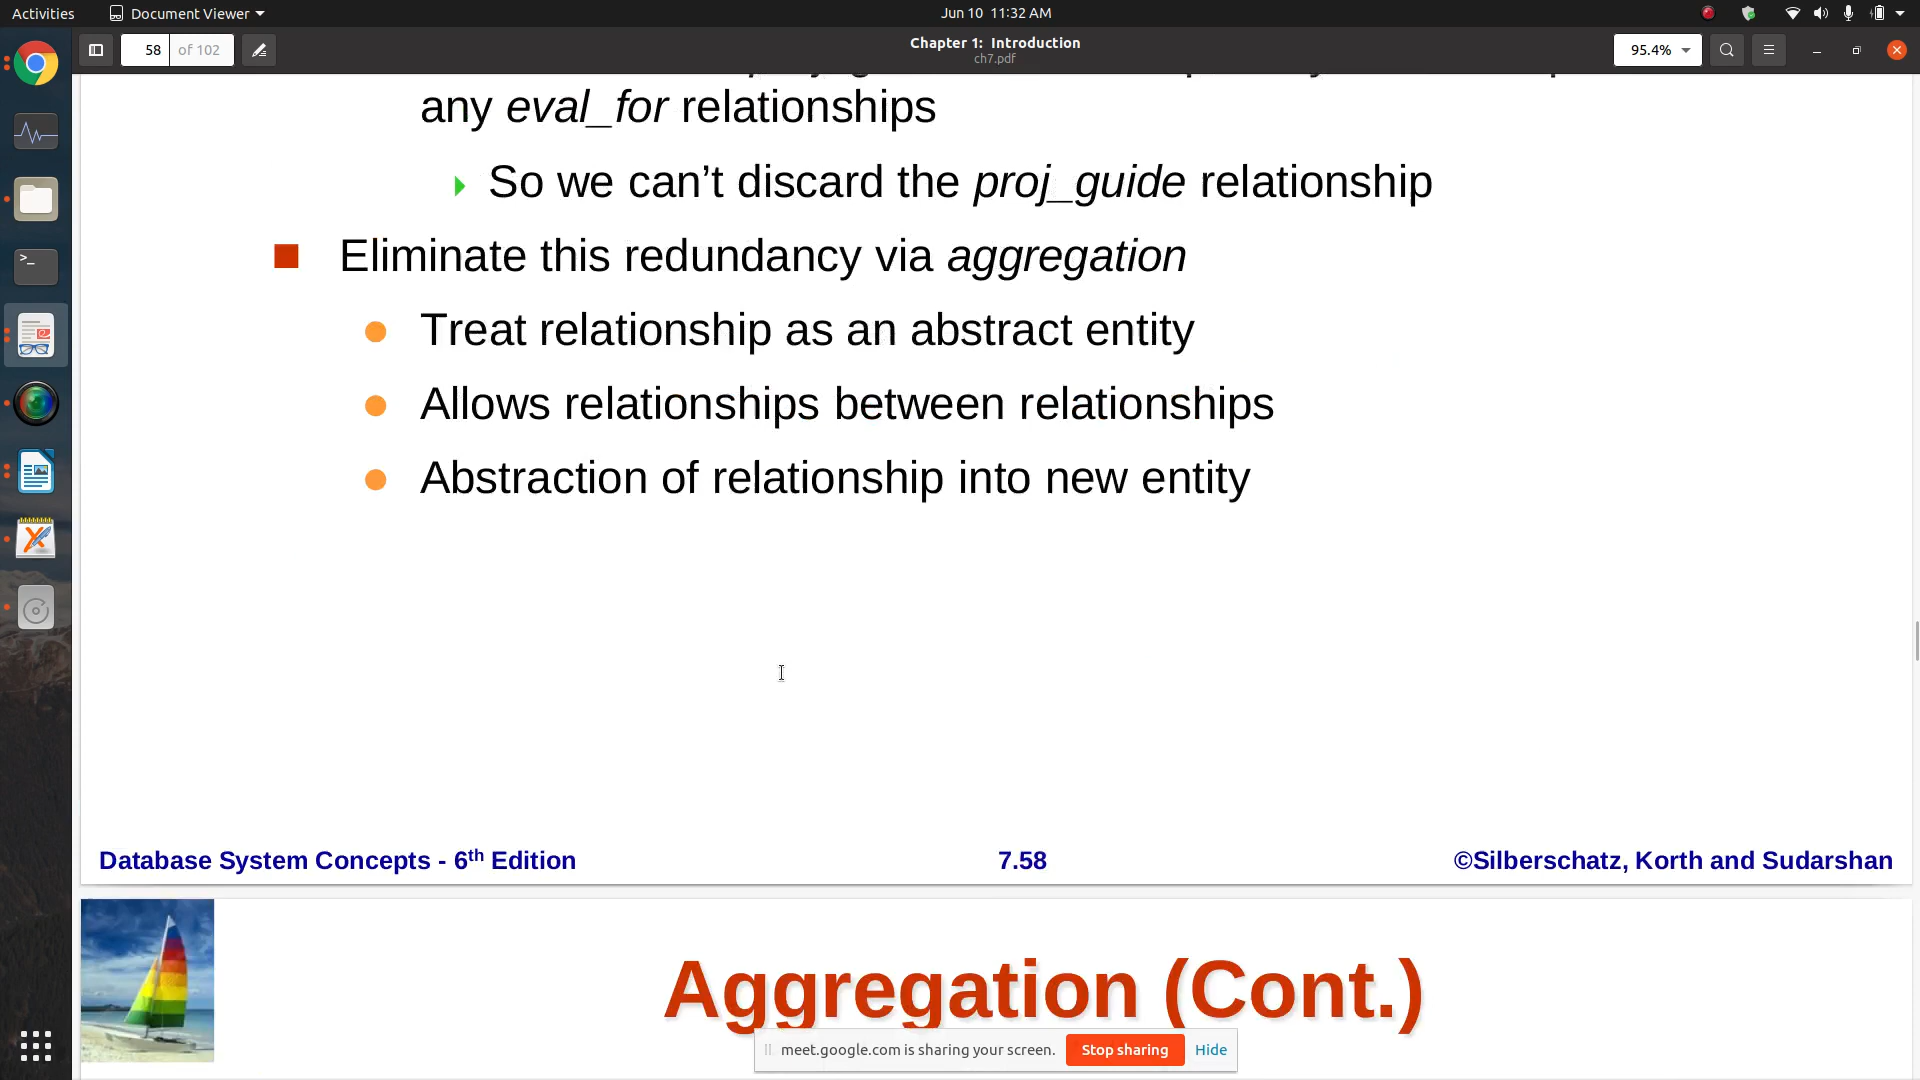 Activities
Document Viewer
Jun 10 11:32 AM
58 of 102
Chapter 1: Introduction
ch7.pdf
95.4%
any eval_for relationships
So we can’t discard the proj_guide relationship
Eliminate this redundancy via aggregation
Treat relationship as an abstract entity
Allows relationships between relationships
Abstraction of relationship into new entity
Database System Concepts - 6th Edition
7.58
©Silberschatz, Korth and Sudarshan
Aggregation (Cont.)
meet.google.com is sharing your screen.
Stop sharing
Hide